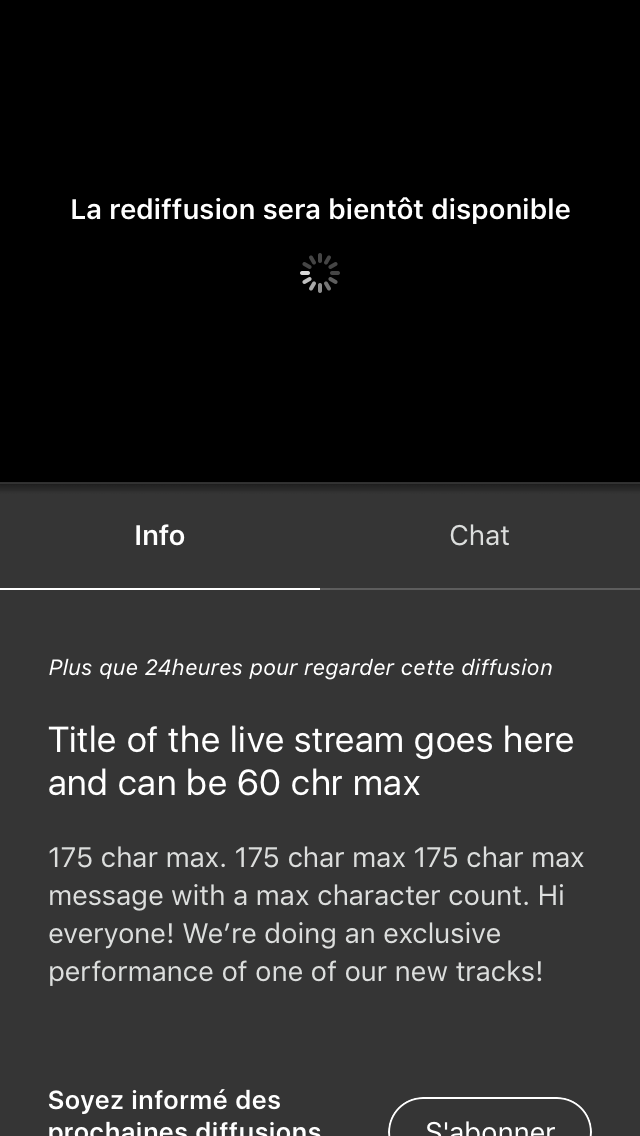 La rediffusion sera bientôt disponible
Info
Chat
Plus que 24heures pour regarder cette diffusion
Title of the live stream goes here
and can be 60 chr max
175 char max. 175 char max 175 char max
message with a max character count. Hi
everyone! We’re doing an exclusive
performance of one of our new tracks!
Soyez informé des
prochaines diffusions
S'abonner